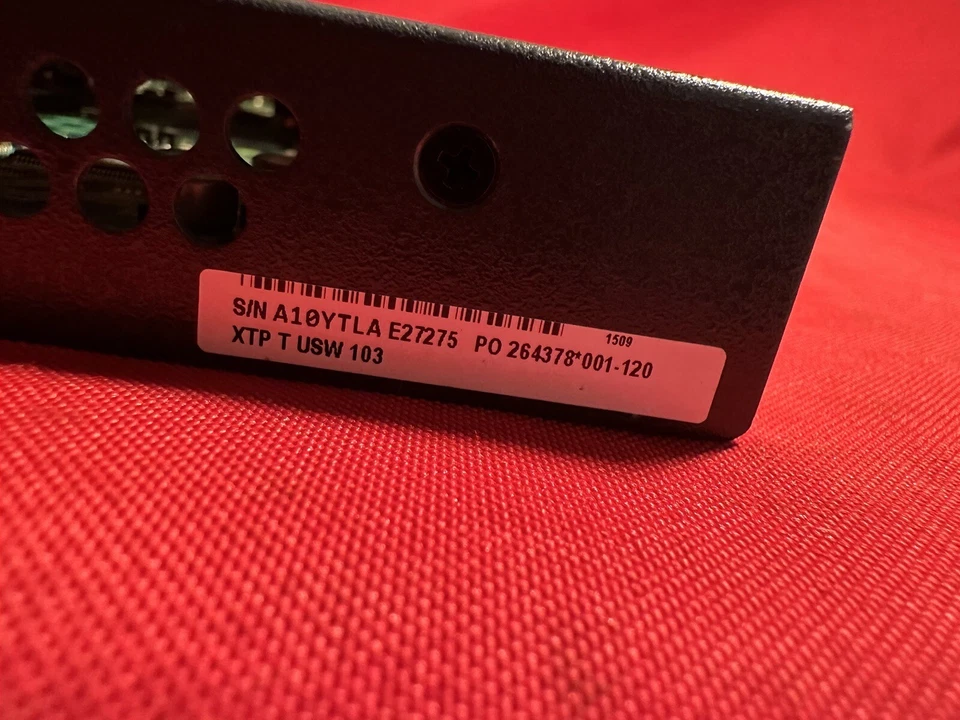 1509
S/N A10YTLA E27275 PO 264378*001-120
XTP T USW 103